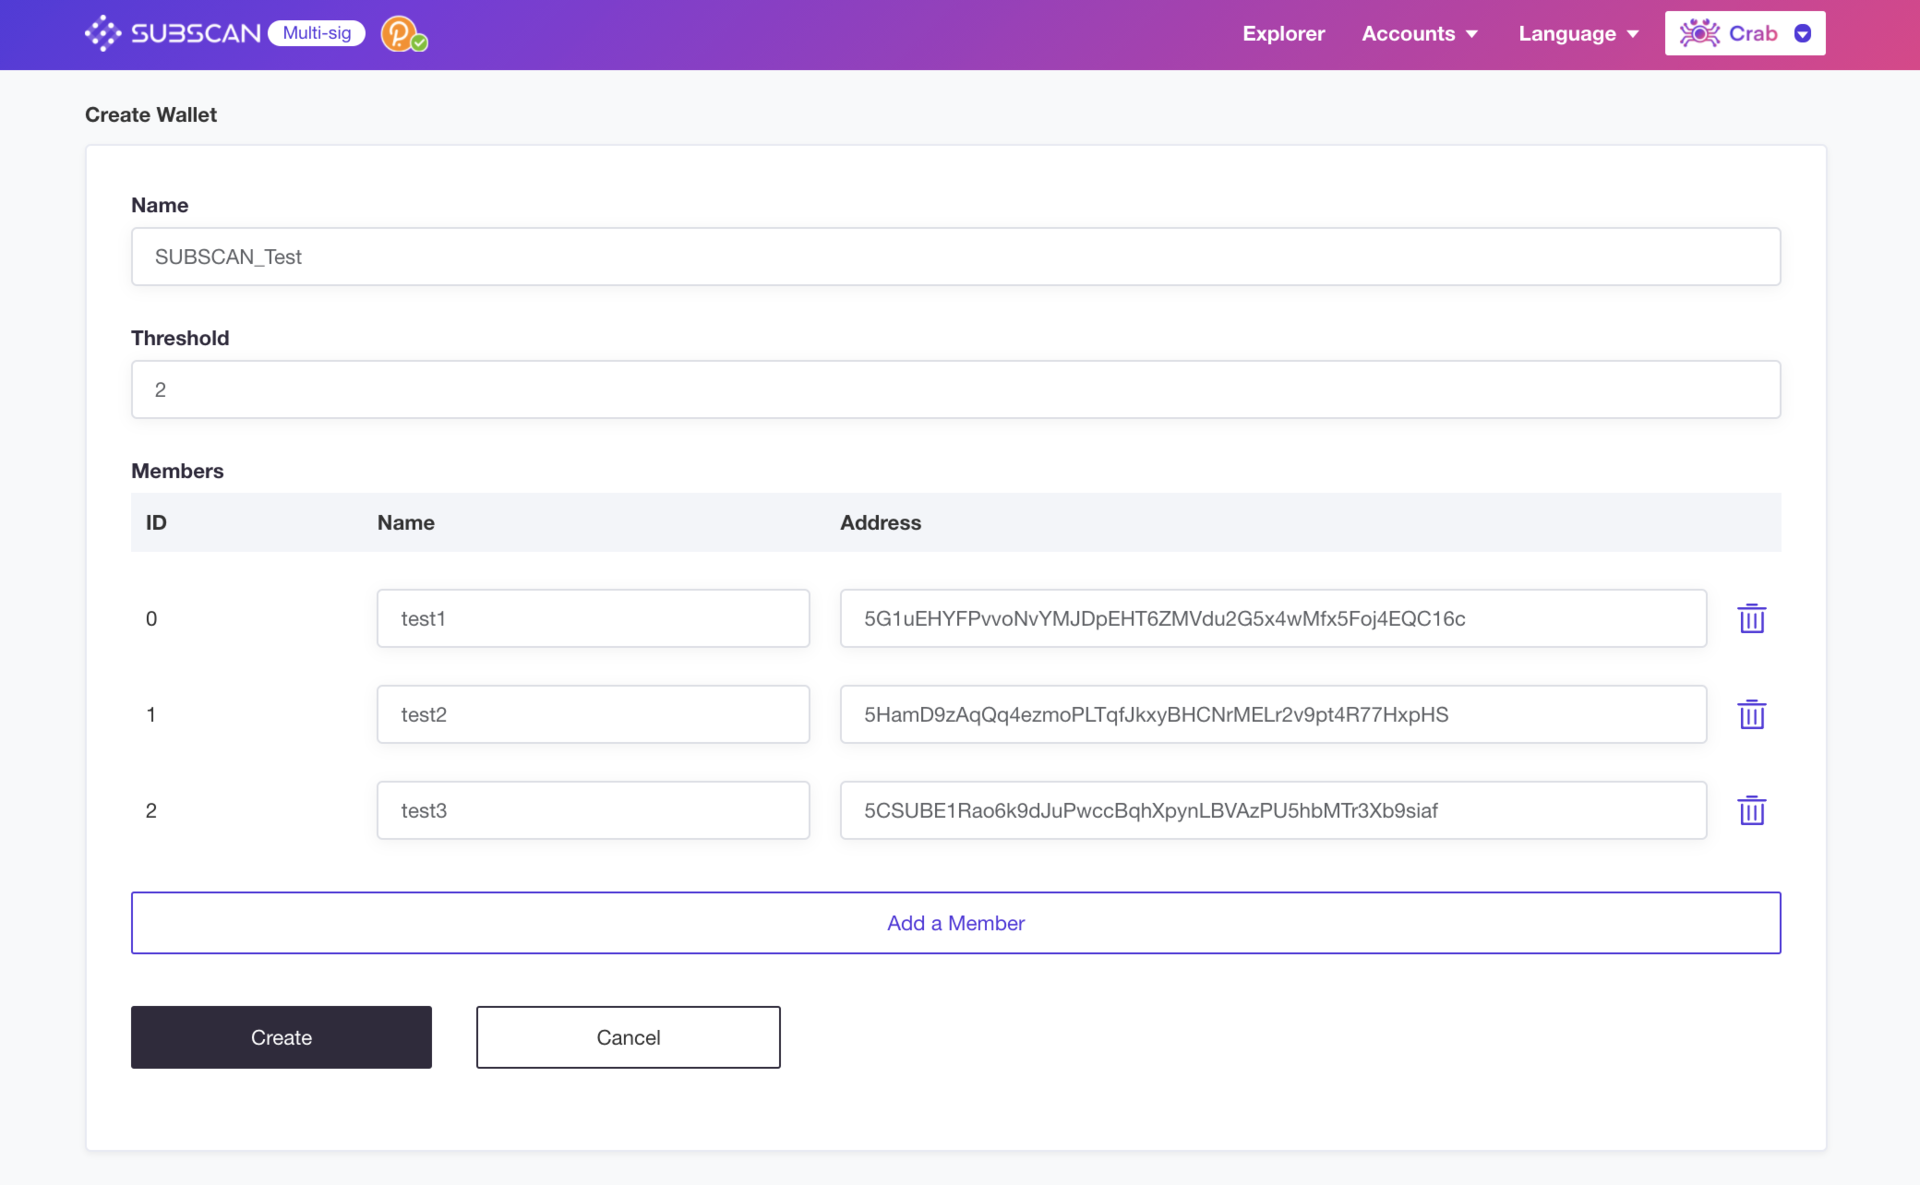 SUBSCAN Multi-sig Explorer Accounts Language Crab
Create Wallet
Name
SUBSCAN_Test
Threshold
2
Members
ID Name Address
0 test1 5G1uEHYFPvvoNvYMJDpEHT6ZMVdu2G5x4wMfx5Foj4EQC16c
1 test2 5HamD9zAqQq4ezmoPLTqfJkxyBHCNrMELr2v9pt4R77HxpHS
2 test3 5CSUBE1Rao6k9dJuPwccBqhXpynLBVAzPU5hbMTr3Xb9siaf
Add a Member
Create Cancel